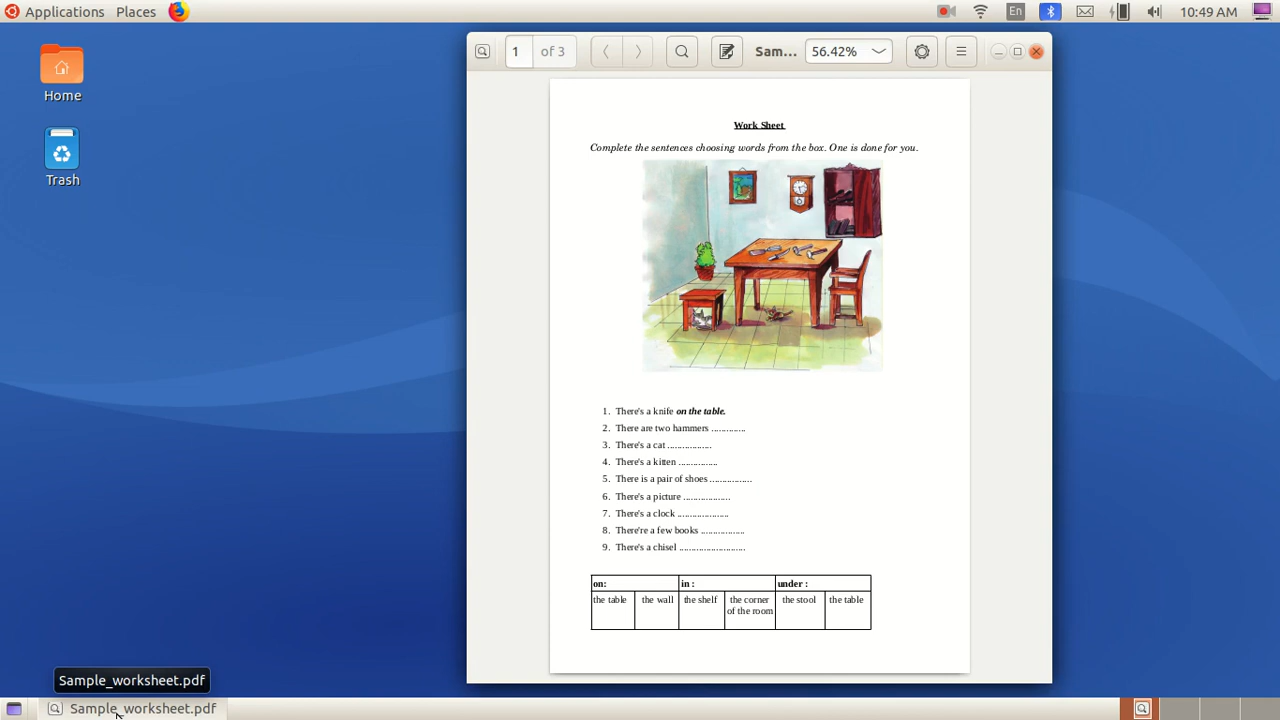 Applications Places En 10:49 AM
Home
Trash
1 of 3 Sam... 56.42%
Work Sheet
Complete the sentences choosing words from the box. One is done for you.
1. There's a knife on the table.
2. There are two hammers ..............
3. There's a cat ..................
4. There's a kitten ................
5. There is a pair of shoes .................
6. There's a picture ...................
7. There's a clock .....................
8. There're a few books ..................
9. There's a chisel ...........................
on: in : under :
the table the wall the shelf the corner of the room the stool the table
Sample_worksheet.pdf
Sample_worksheet.pdf